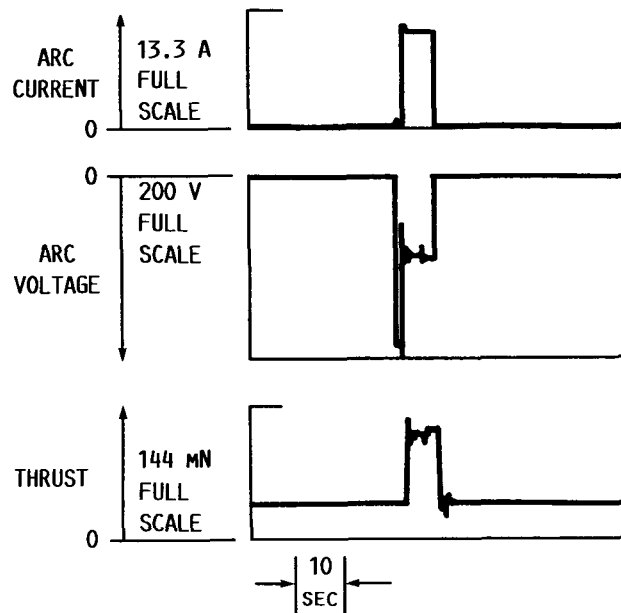 ARC
CURRENT
13.3 A
FULL
SCALE
0
0
200 V
FULL
SCALE
ARC
VOLTAGE
THRUST
144 MN
FULL
SCALE
0
10
SEC